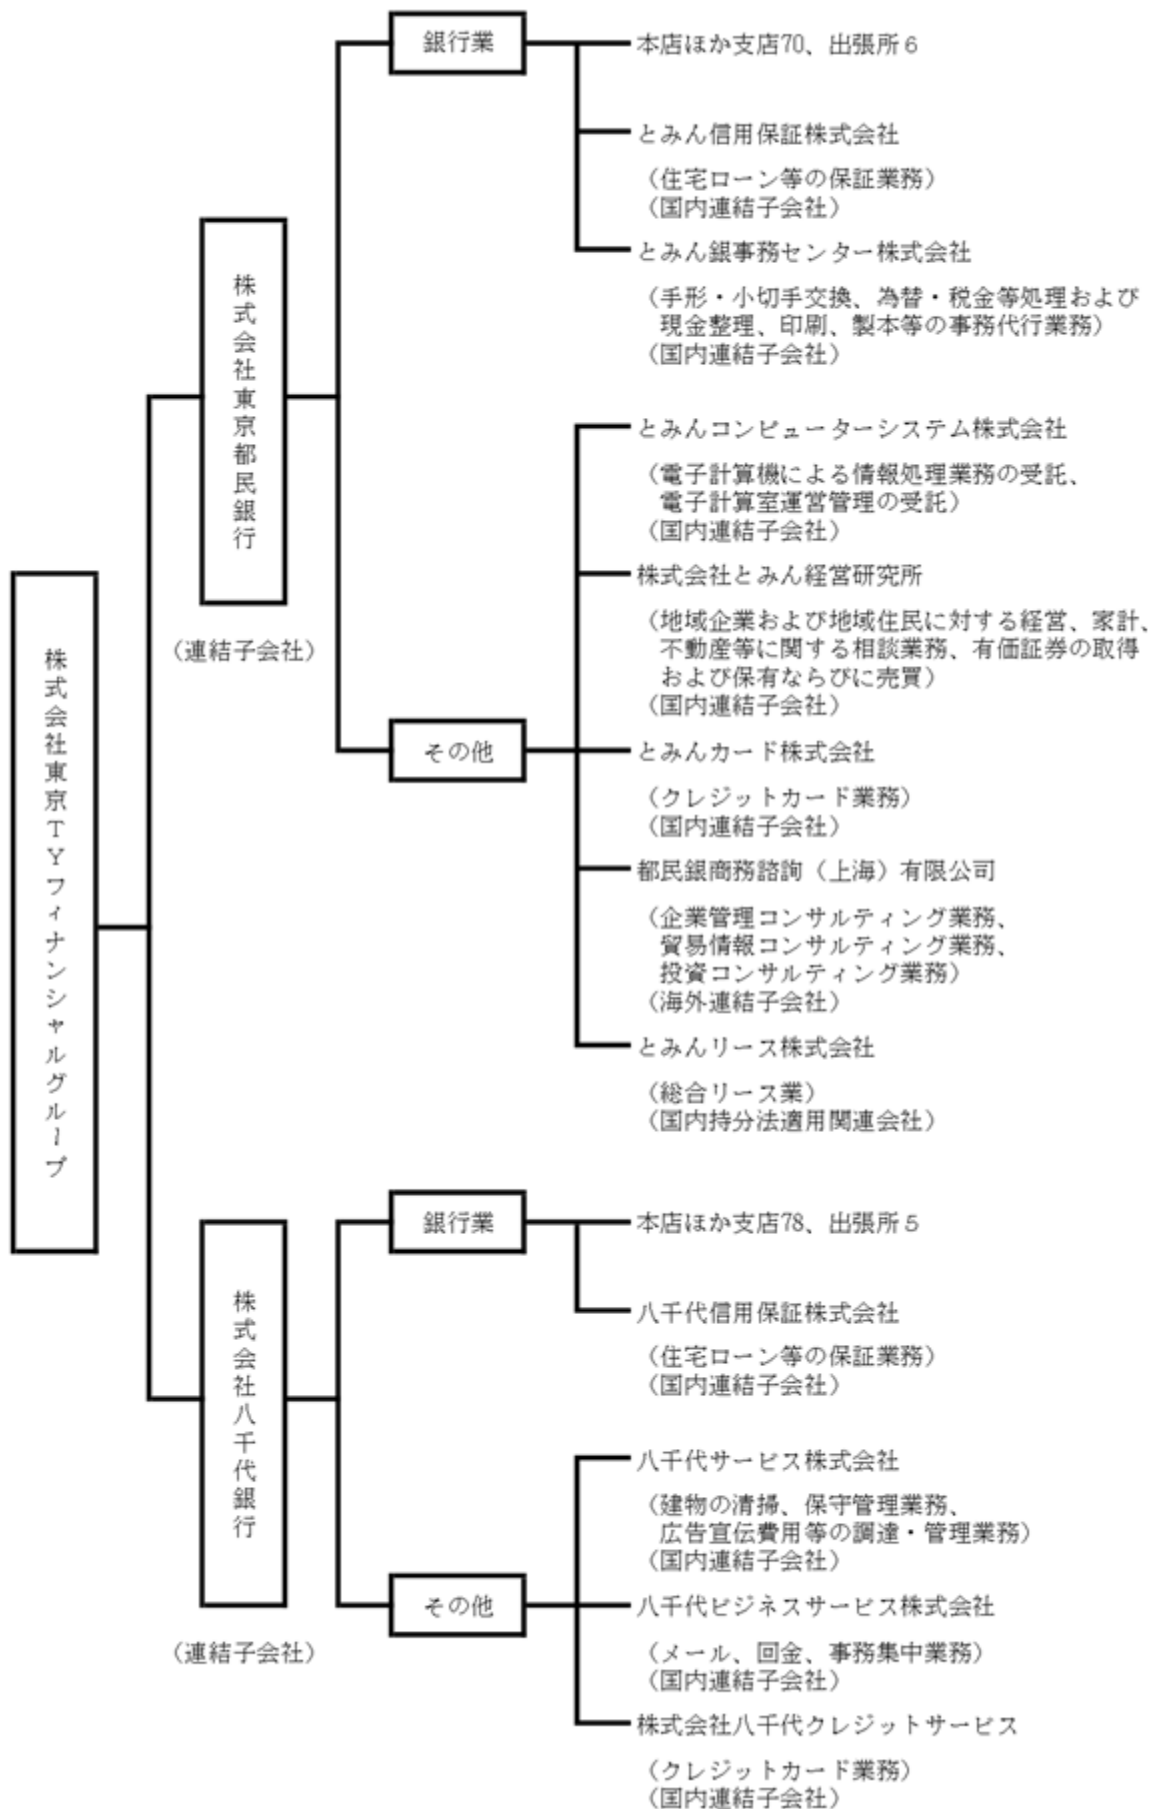 株式会社東京ＴＹフィナンシャルグループ
株式会社東京都民銀行
（連結子会社）
銀行業
本店ほか支店70、出張所６
とみん信用保証株式会社
（住宅ローン等の保証業務）
（国内連結子会社）
とみん銀事務センター株式会社
（手形・小切手交換、為替・税金等処理および
現金整理、印刷、製本等の事務代行業務）
（国内連結子会社）
その他
とみんコンピューターシステム株式会社
（電子計算機による情報処理業務の受託、
電子計算室運営管理の受託）
（国内連結子会社）
株式会社とみん経営研究所
（地域企業および地域住民に対する経営、家計、
不動産等に関する相談業務、有価証券の取得
および保有ならびに売買）
（国内連結子会社）
とみんカード株式会社
（クレジットカード業務）
（国内連結子会社）
都民銀商務諮詢（上海）有限公司
（企業管理コンサルティング業務、
貿易情報コンサルティング業務、
投資コンサルティング業務）
（海外連結子会社）
とみんリース株式会社
（総合リース業）
（国内持分法適用関連会社）
株式会社八千代銀行
（連結子会社）
銀行業
本店ほか支店78、出張所５
八千代信用保証株式会社
（住宅ローン等の保証業務）
（国内連結子会社）
その他
八千代サービス株式会社
（建物の清掃、保守管理業務、
広告宣伝費用等の調達・管理業務）
（国内連結子会社）
八千代ビジネスサービス株式会社
（メール、回金、事務集中業務）
（国内連結子会社）
株式会社八千代クレジットサービス
（クレジットカード業務）
（国内連結子会社）